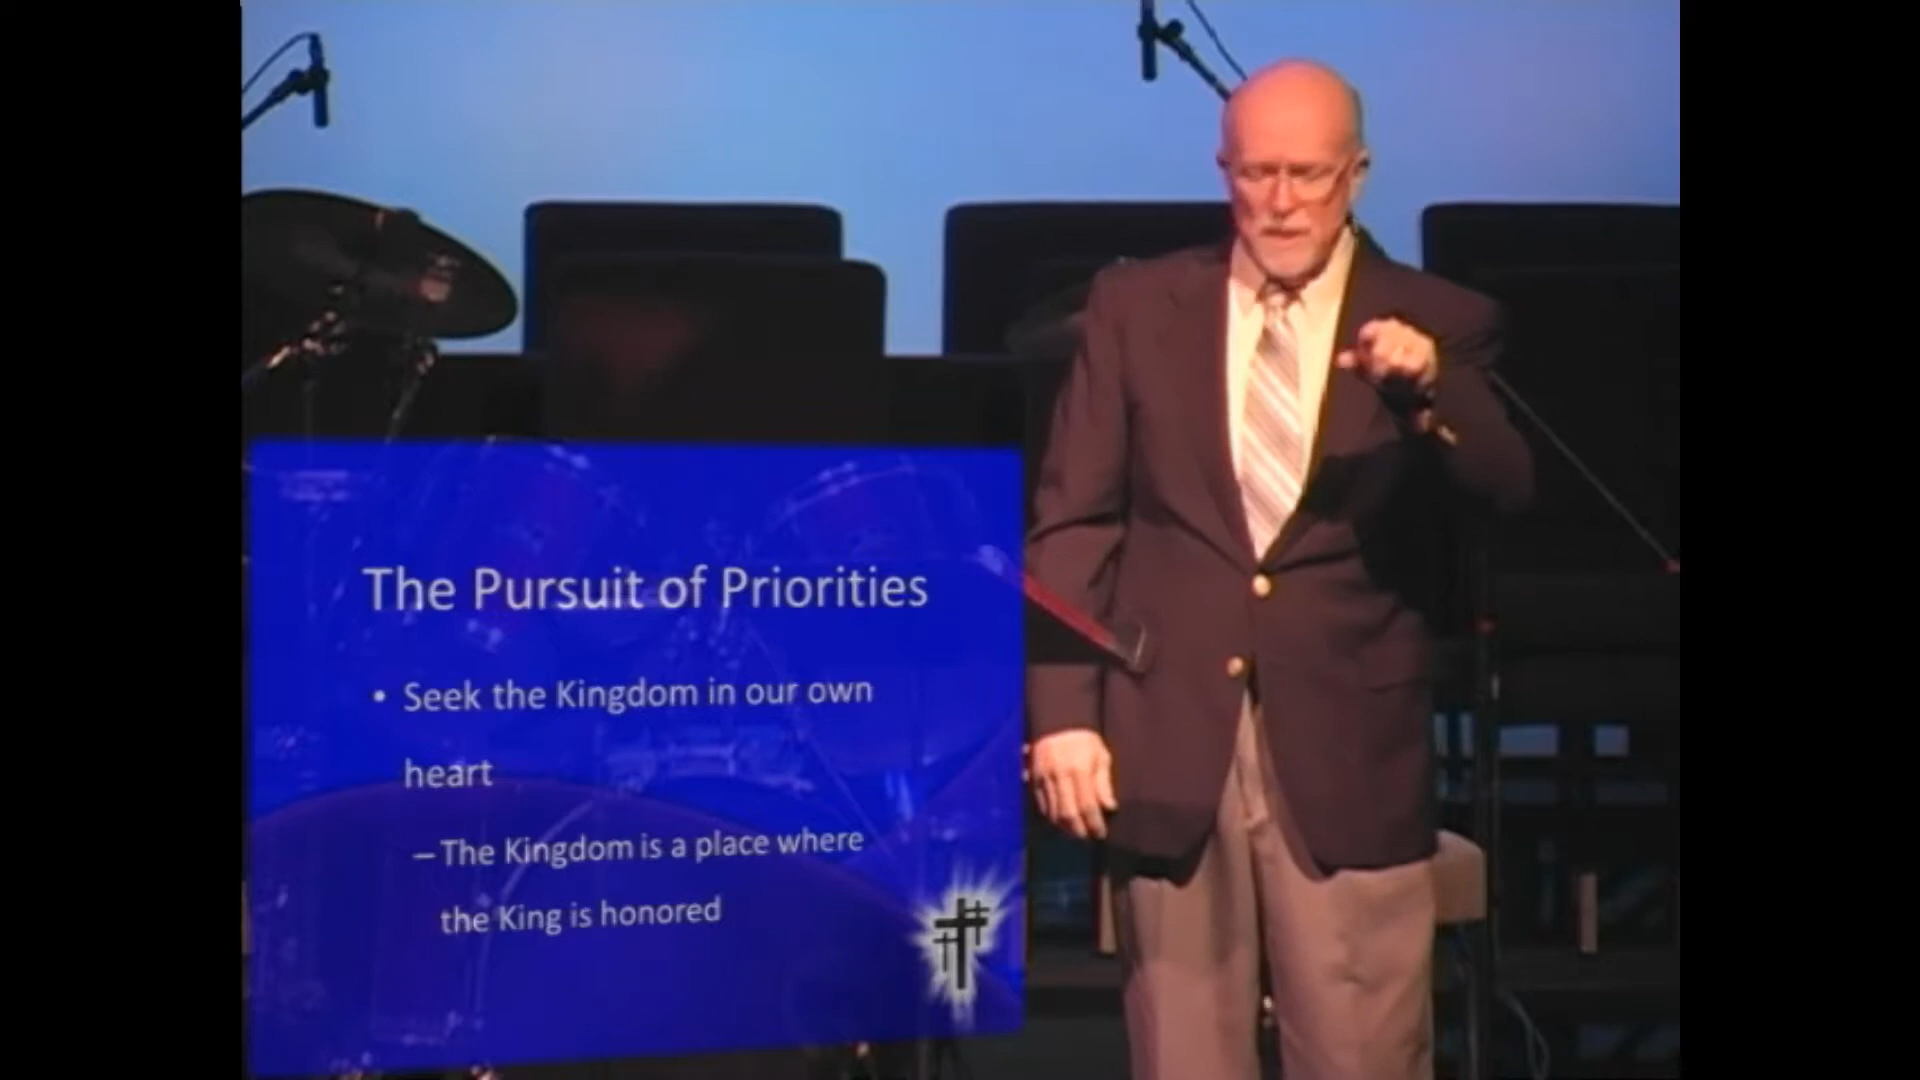 The Pursuit of Priorities
• Seek the Kingdom in our own
heart
– The Kingdom is a place where
the King is honored